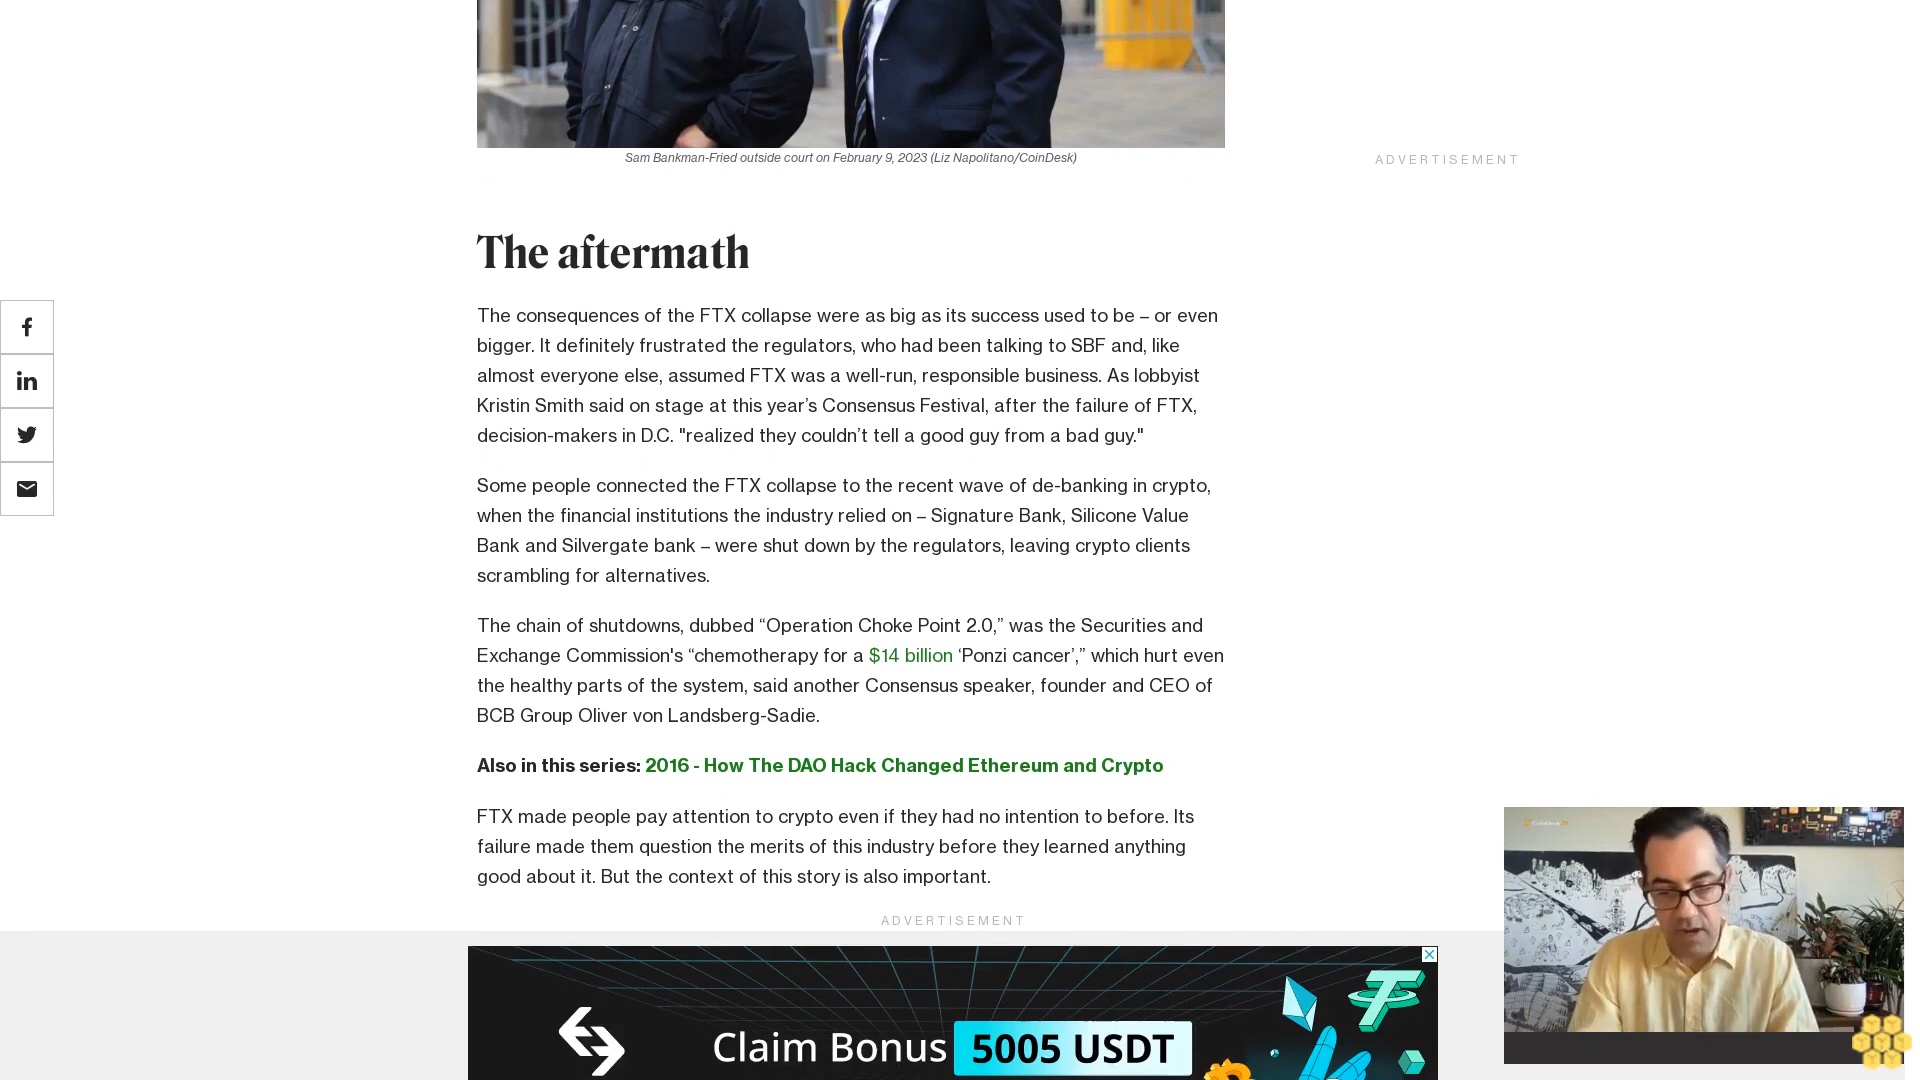 Sam Bankman-Fried outside court on February 9, 2023 (Liz Napolitano/CoinDesk)
ADVERTISEMENT
The aftermath
The consequences of the FTX collapse were as big as its success used to be – or even
bigger. It definitely frustrated the regulators, who had been talking to SBF and, like
almost everyone else, assumed FTX was a well-run, responsible business. As lobbyist
Kristin Smith said on stage at this year’s Consensus Festival, after the failure of FTX,
decision-makers in D.C. "realized they couldn’t tell a good guy from a bad guy."
Some people connected the FTX collapse to the recent wave of de-banking in crypto,
when the financial institutions the industry relied on – Signature Bank, Silicone Value
Bank and Silvergate bank – were shut down by the regulators, leaving crypto clients
scrambling for alternatives.
The chain of shutdowns, dubbed “Operation Choke Point 2.0,” was the Securities and
Exchange Commission's “chemotherapy for a $14 billion ‘Ponzi cancer’,” which hurt even
the healthy parts of the system, said another Consensus speaker, founder and CEO of
BCB Group Oliver von Landsberg-Sadie.
Also in this series: 2016 - How The DAO Hack Changed Ethereum and Crypto
FTX made people pay attention to crypto even if they had no intention to before. Its
failure made them question the merits of this industry before they learned anything
good about it. But the context of this story is also important.
ADVERTISEMENT
Claim Bonus 5005 USDT